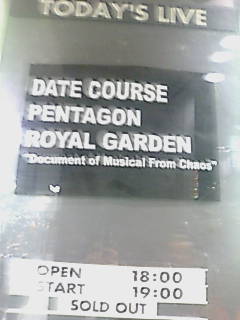 TODAY'S LIVE
DATE COURSE
PENTAGON
ROYAL GARDEN
"Document of Musical From Chaos"
OPEN 18:00
START 19:00
SOLD OUT